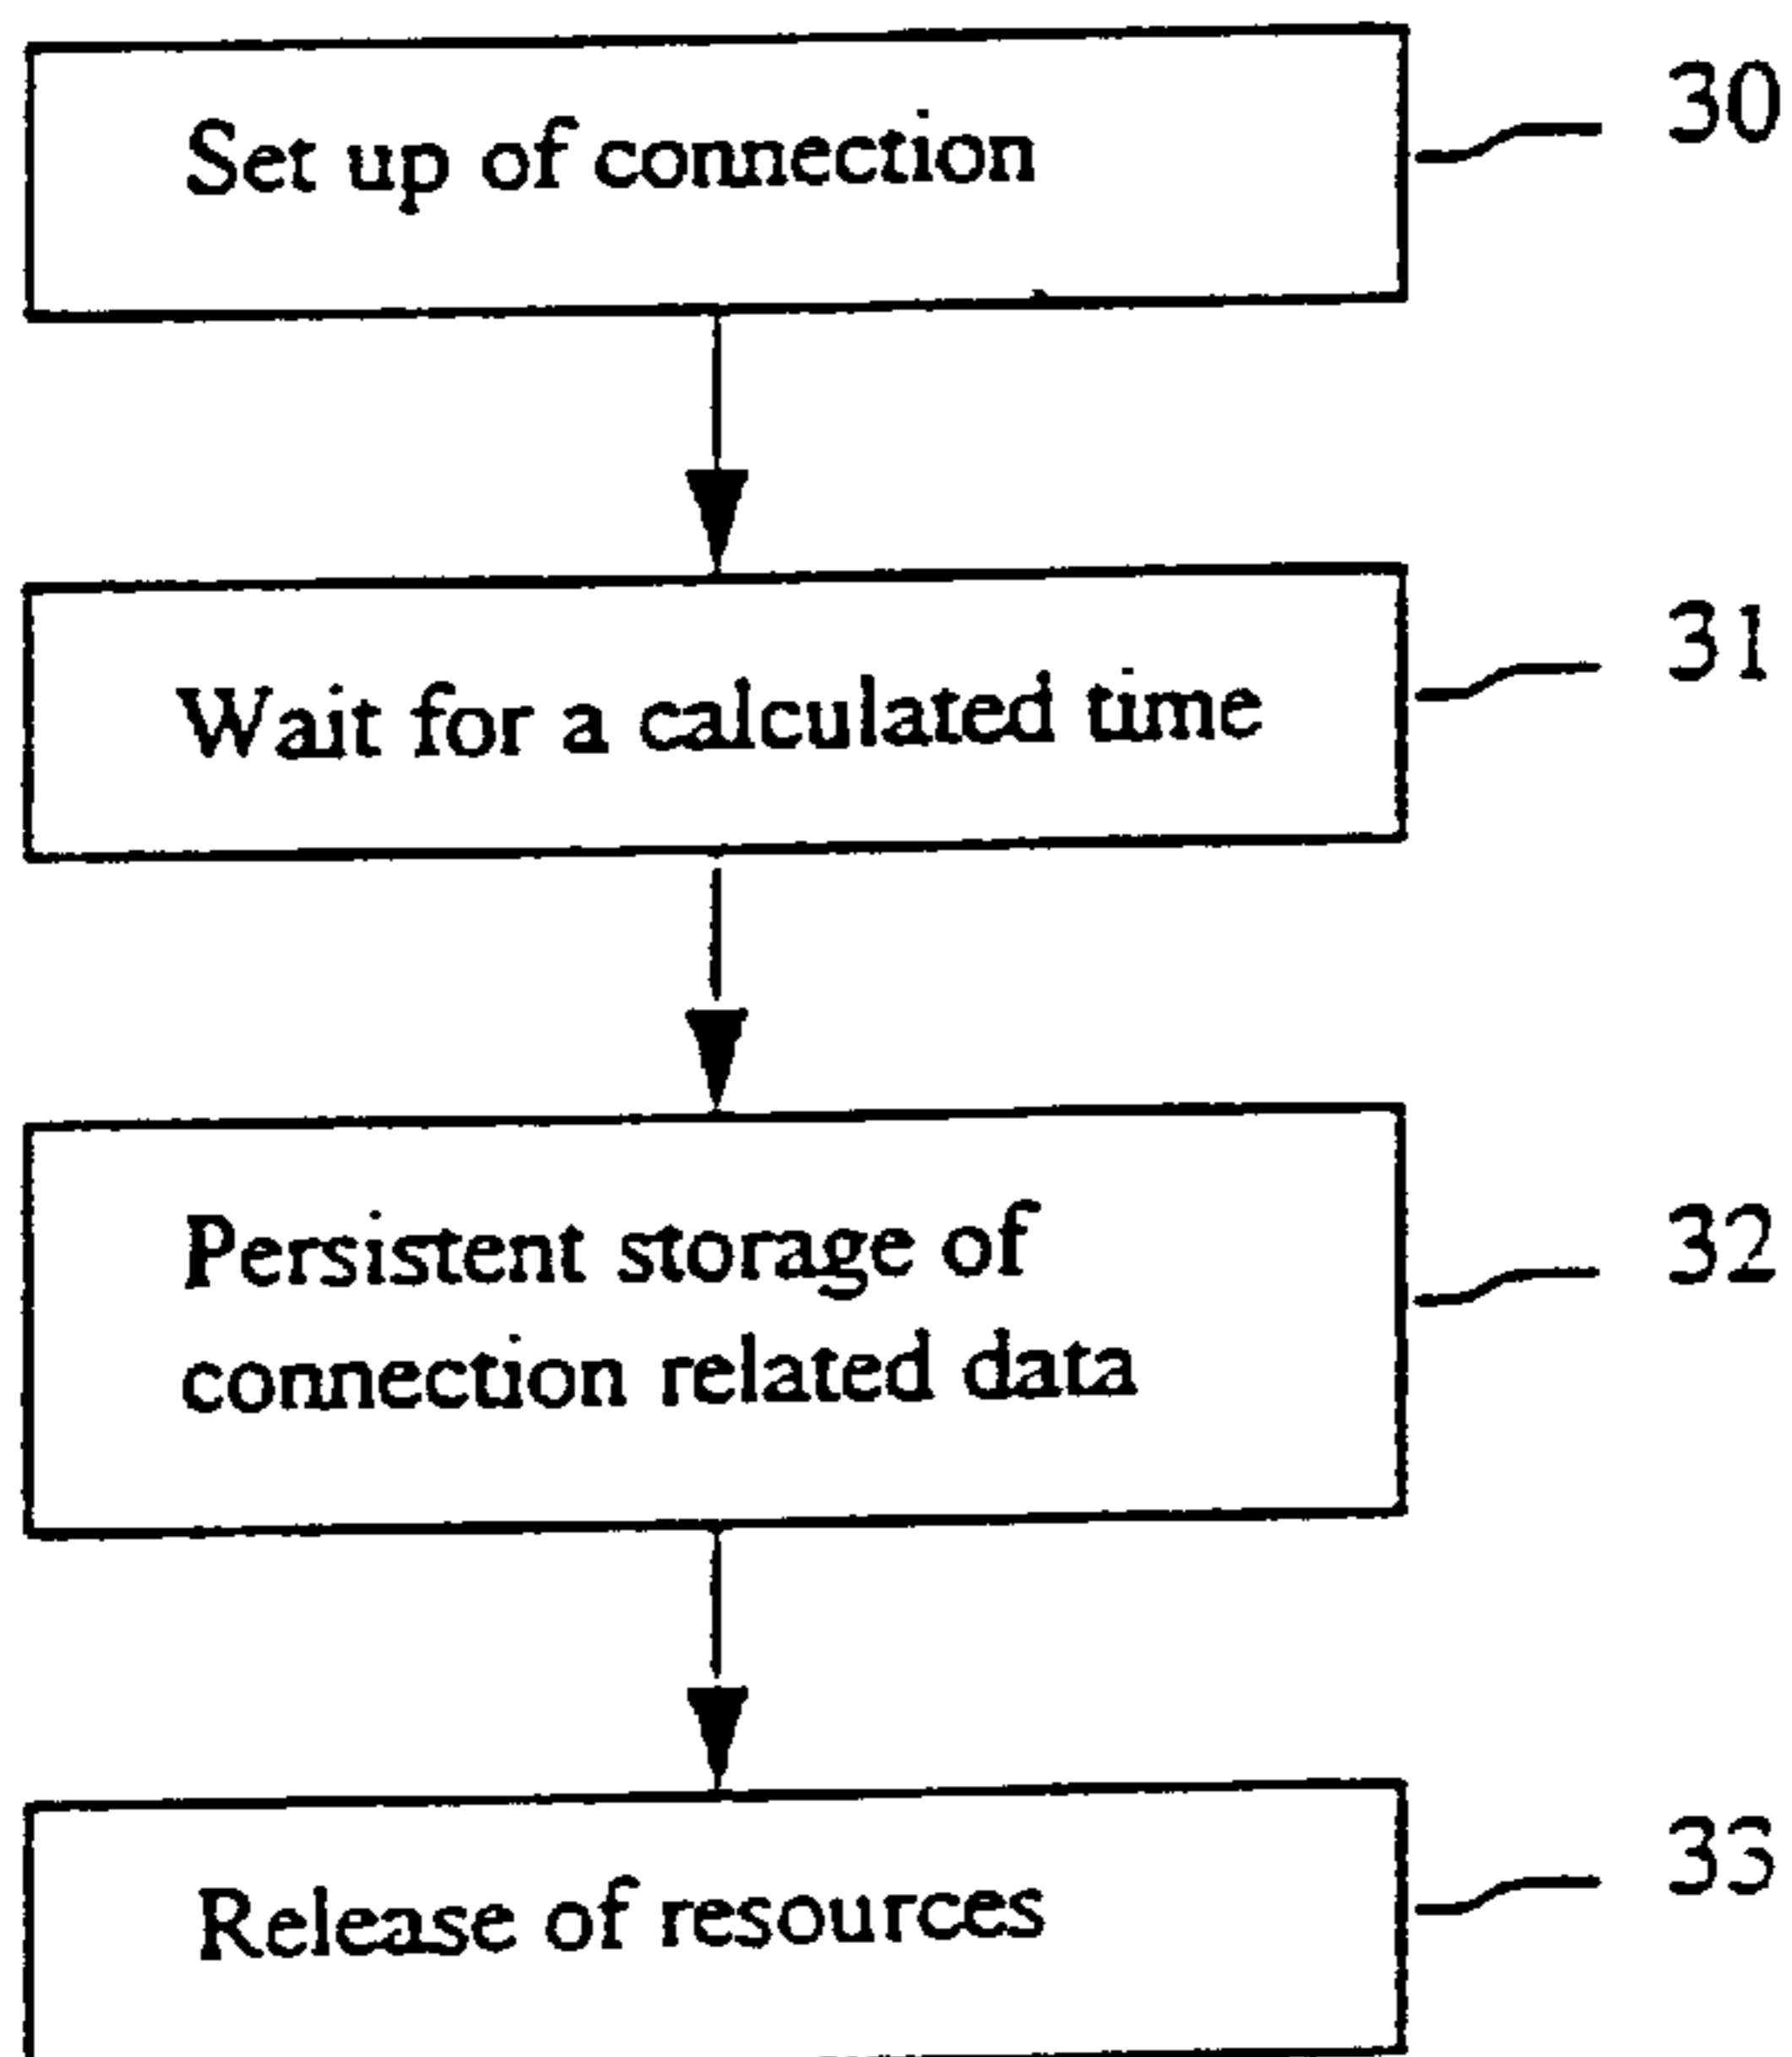 Set up of connection
30
Wait for a calculated time
31
Persistent storage of
connection related data
32
Release of resources
33